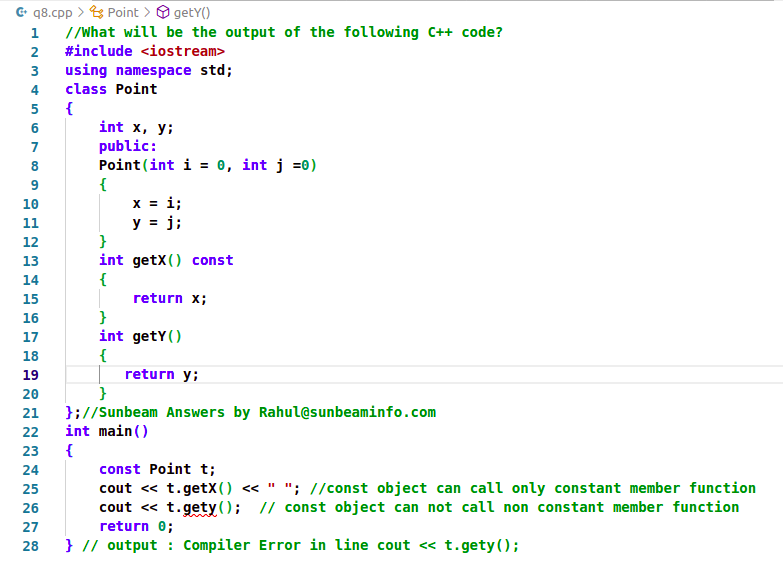 q8.cpp > Point > getY()
1 //What will be the output of the following C++ code?
2 #include <iostream>
3 using namespace std;
4 class Point
5 {
6 int x, y;
7 public:
8 Point(int i = 0, int j =0)
9 {
10 x = i;
11 y = j;
12 }
13 int getX() const
14 {
15 return x;
16 }
17 int getY()
18 {
19 return y;
20 }
21 };//Sunbeam Answers by Rahul@sunbeaminfo.com
22 int main()
23 {
24 const Point t;
25 cout << t.getX() << " "; //const object can call only constant member function
26 cout << t.gety(); // const object can not call non constant member function
27 return 0;
28 } // output : Compiler Error in line cout << t.gety();